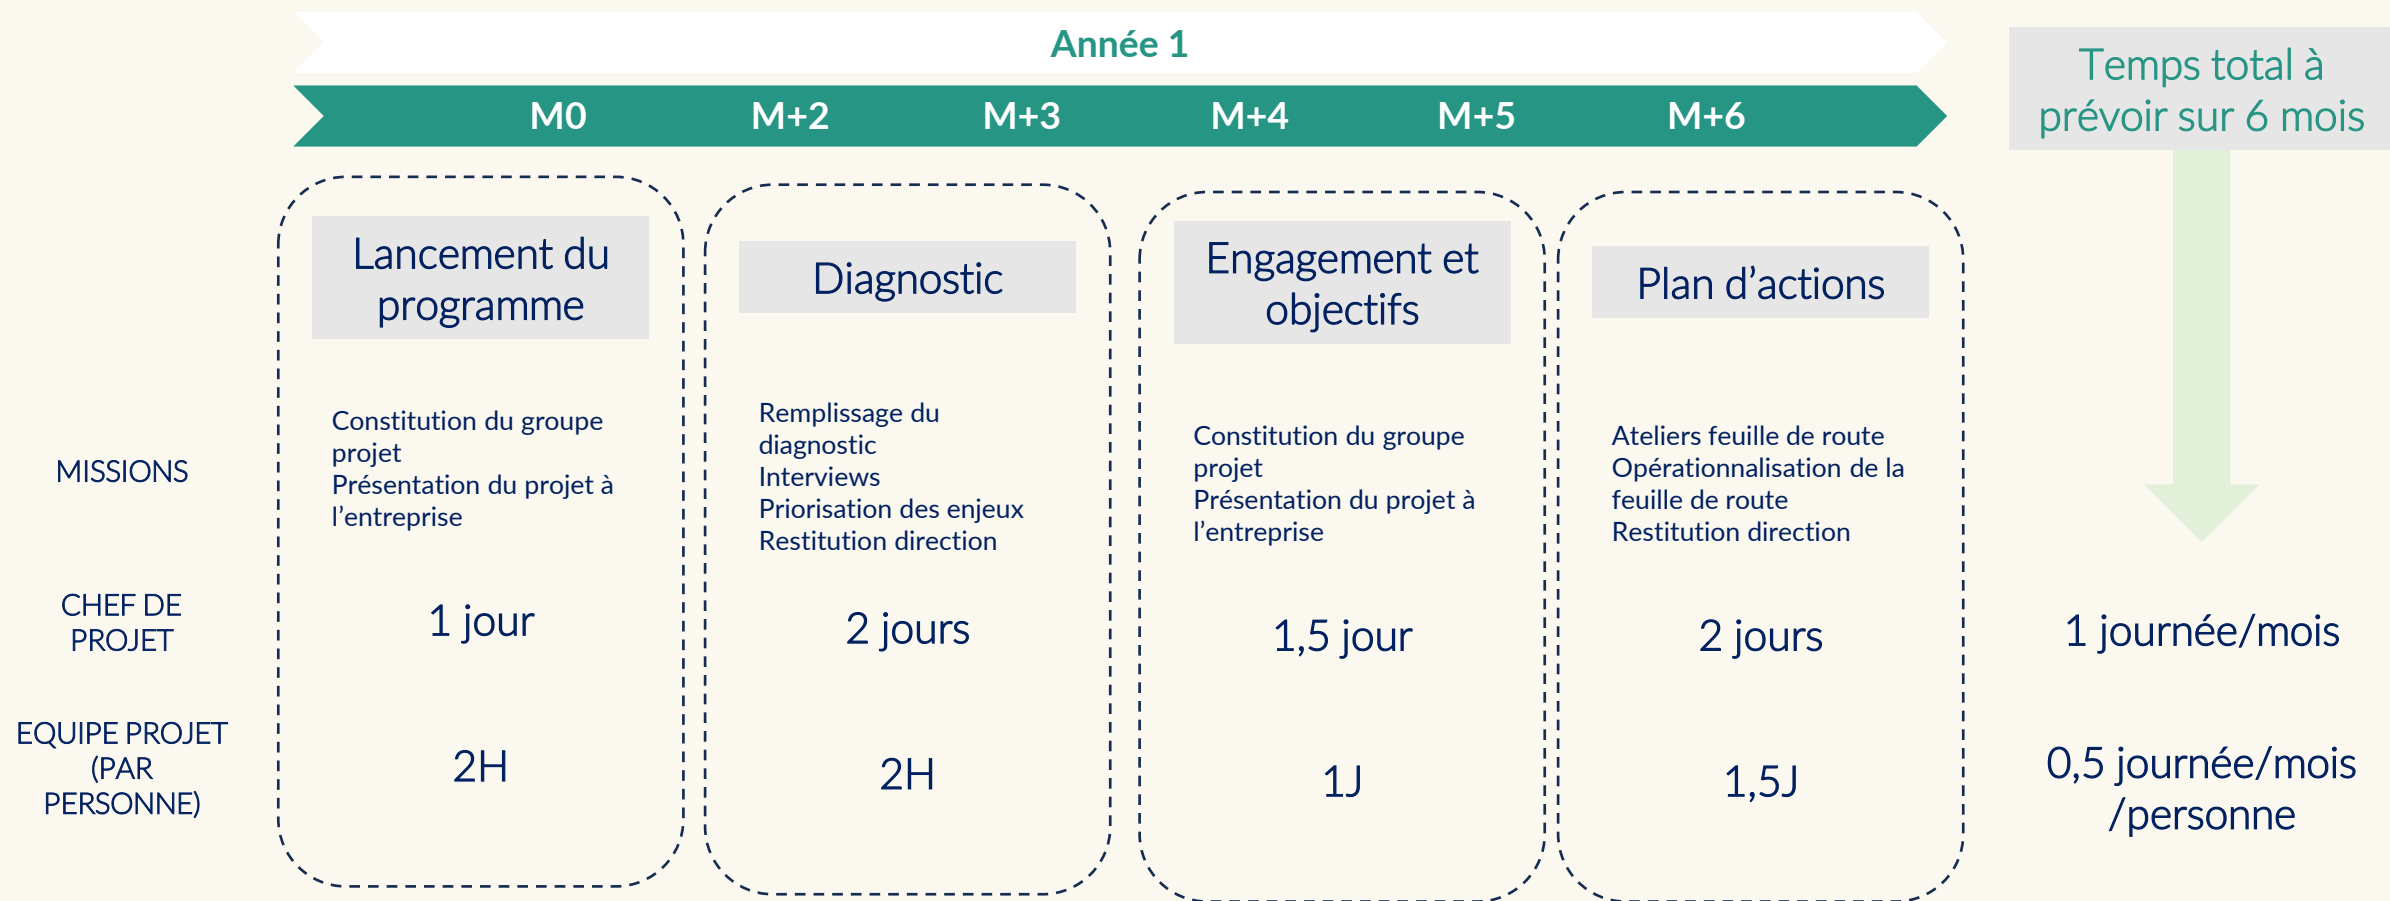 Année 1
M0 M+2 M+3 M+4 M+5 M+6
Temps total à
prévoir sur 6 mois
Lancement du
programme
Diagnostic
Engagement et
objectifs
Plan d’actions
MISSIONS
Constitution du groupe
projet
Présentation du projet à
l’entreprise
Remplissage du
diagnostic
Interviews
Priorisation des enjeux
Restitution direction
Constitution du groupe
projet
Présentation du projet à
l’entreprise
Ateliers feuille de route
Opérationnalisation de la
feuille de route
Restitution direction
CHEF DE
PROJET
1 jour
2 jours
1,5 jour
2 jours
1 journée/mois
EQUIPE PROJET
(PAR
PERSONNE)
2H
2H
1J
1,5J
0,5 journée/mois
/personne